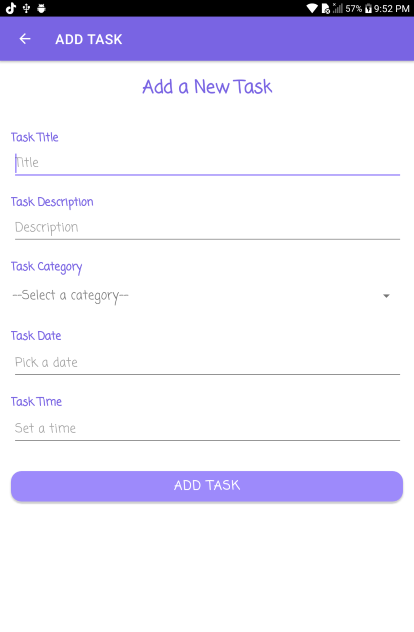 57% 9:52 PM
ADD TASK
Add a New Task
Task Title
Title
Task Description
Description
Task Category
--Select a category--
Task Date
Pick a date
Task Time
Set a time
ADD TASK